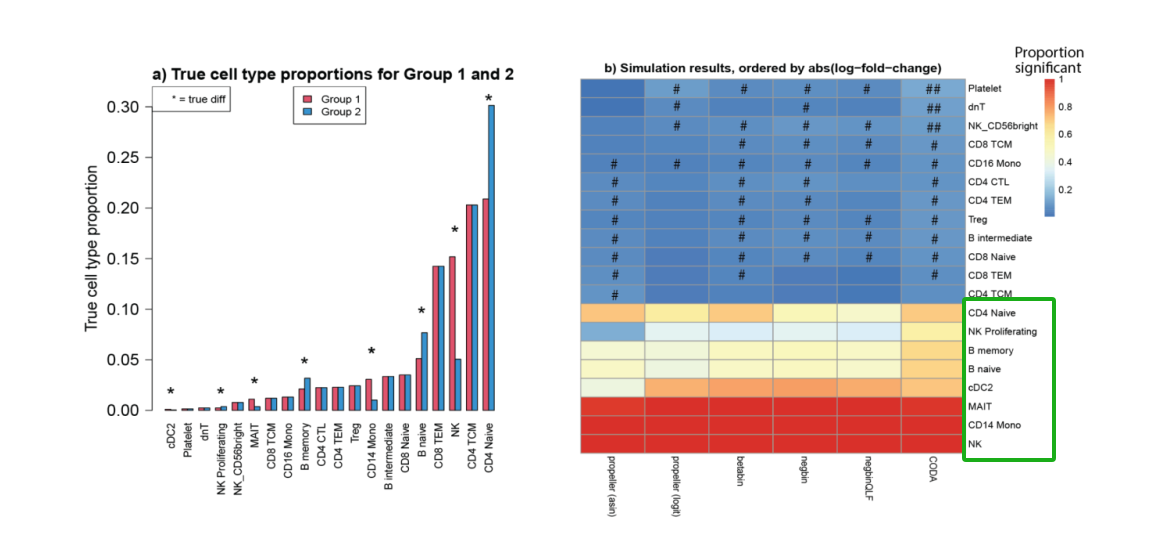 a) True cell type proportions for Group 1 and 2
* = true diff
Group 1
Group 2
True cell type proportion
0.30
0.25
0.20
0.15
0.10
0.05
0.00
*
*
*
*
*
*
*
*
cDC2
Platelet
dnT
NK Proliferating
NK_CD56bright
MAIT
CD8 TCM
CD16 Mono
B memory
CD4 CTL
CD4 TEM
Treg
CD14 Mono
B intermediate
CD8 Naive
B naive
CD8 TEM
NK
CD4 TCM
CD4 Naive
b) Simulation results, ordered by abs(log−fold−change)
Proportion
significant
1
0.8
0.6
0.4
0.2
# # # # ## Platelet
# # ## dnT
# # # # ## NK_CD56bright
# # # # CD8 TCM
# # # # # # CD16 Mono
# # # # CD4 CTL
# # # # CD4 TEM
# # # # # Treg
# # # # # B intermediate
# # # # # CD8 Naive
# # # CD8 TEM
# CD4 TCM
CD4 Naive
NK Proliferating
B memory
B naive
cDC2
MAIT
CD14 Mono
NK
propeller (asin)
propeller (logit)
betabin
negbin
negbinQLF
CODA